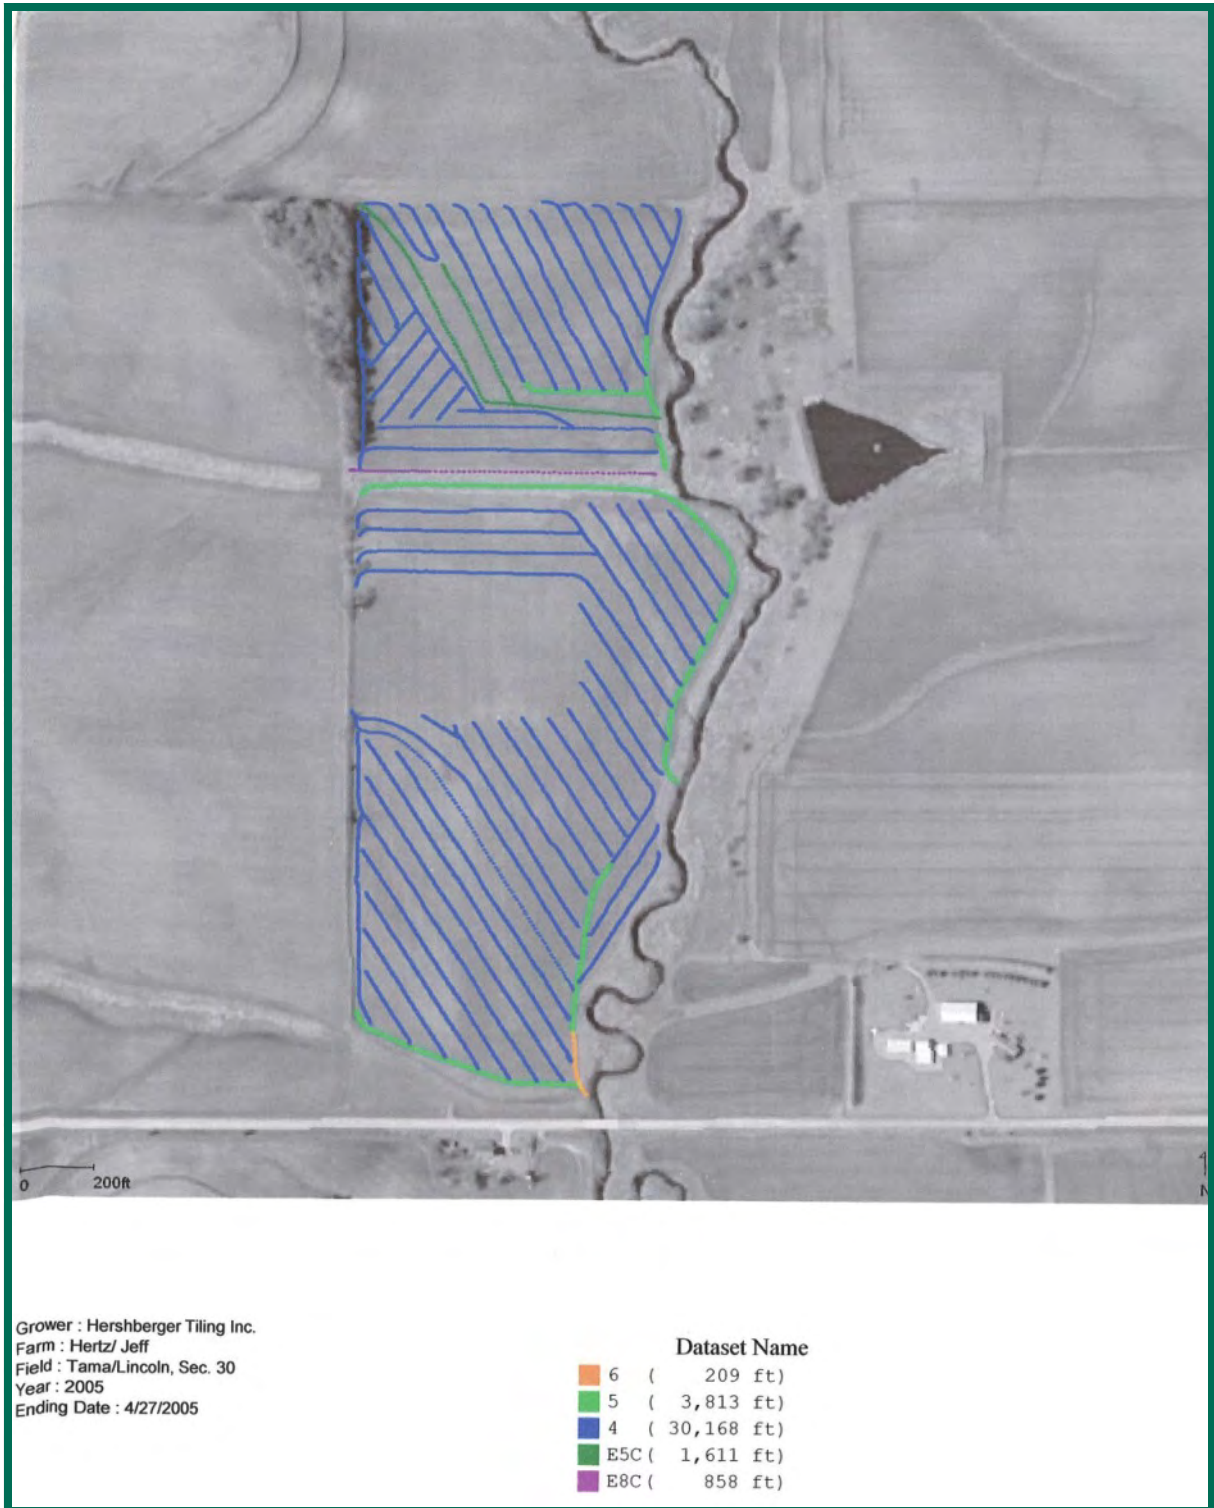 0 200ft
N
Grower : Hershberger Tiling Inc.
Farm : Hertz/ Jeff
Field : Tama/Lincoln, Sec. 30
Year : 2005
Ending Date : 4/27/2005
Dataset Name
6 ( 209 ft)
5 ( 3,813 ft)
4 ( 30,168 ft)
E5C ( 1,611 ft)
E8C ( 858 ft)